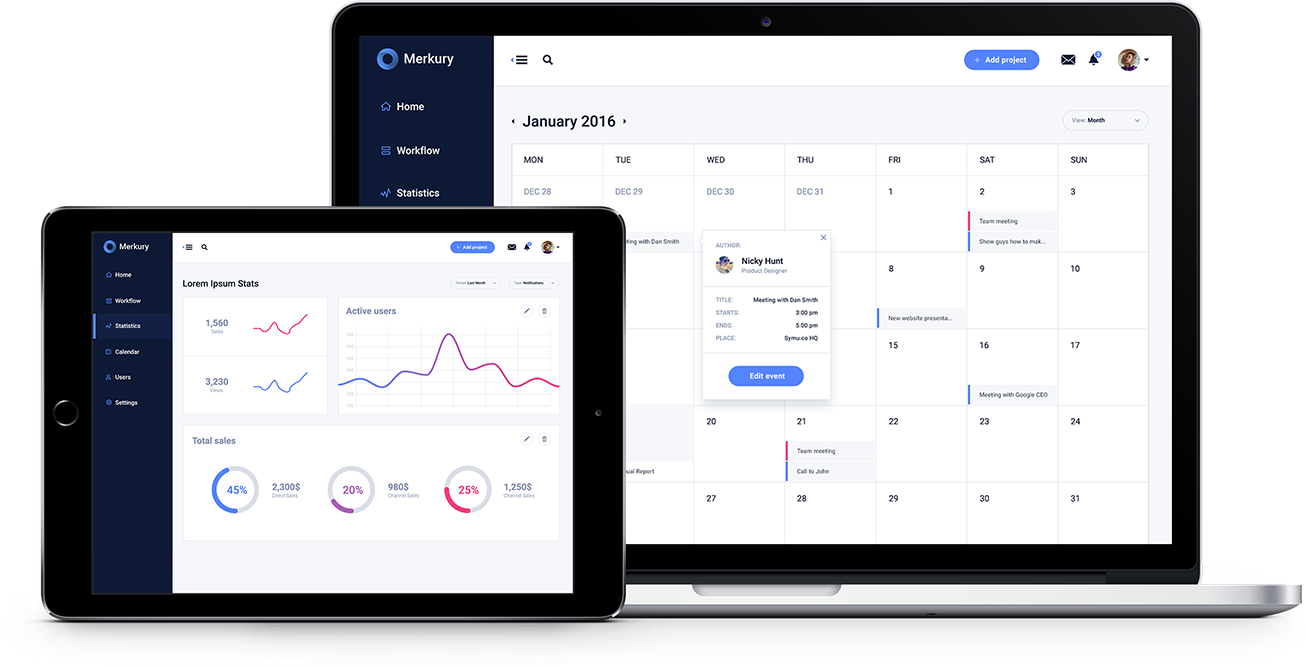 Merkury
Add project
3
Home
January 2016
View: Month
Workflow
MON TUE WED THU FRI SAT SUN
Statistics
DEC 28 DEC 29 DEC 30 DEC 31 1 2 3
Team meeting
ting with Dan Smith
Show guys how to mak...
AUTHOR:
Nicky Hunt
Product Designer
TITLE: Meeting with Dan Smith
STARTS: 3:00 pm
ENDS: 5:00 pm
PLACE: Symu.co HQ
Edit event
8 9 10
New website presenta...
15 16 17
Meeting with Google CEO
20 21 22 23 24
Team meeting
ual Report
Call to John
27 28 29 30 31
Merkury
Add project
Home
Workflow
Statistics
Calendar
Users
Settings
Lorem Ipsum Stats
Period: Last Month
Type: Notifications
1,560
Sales
3,230
Views
Active users
Total sales
45%
2,300$
Direct Sales
20%
980$
Channel Sales
25%
1,250$
Channel Sales